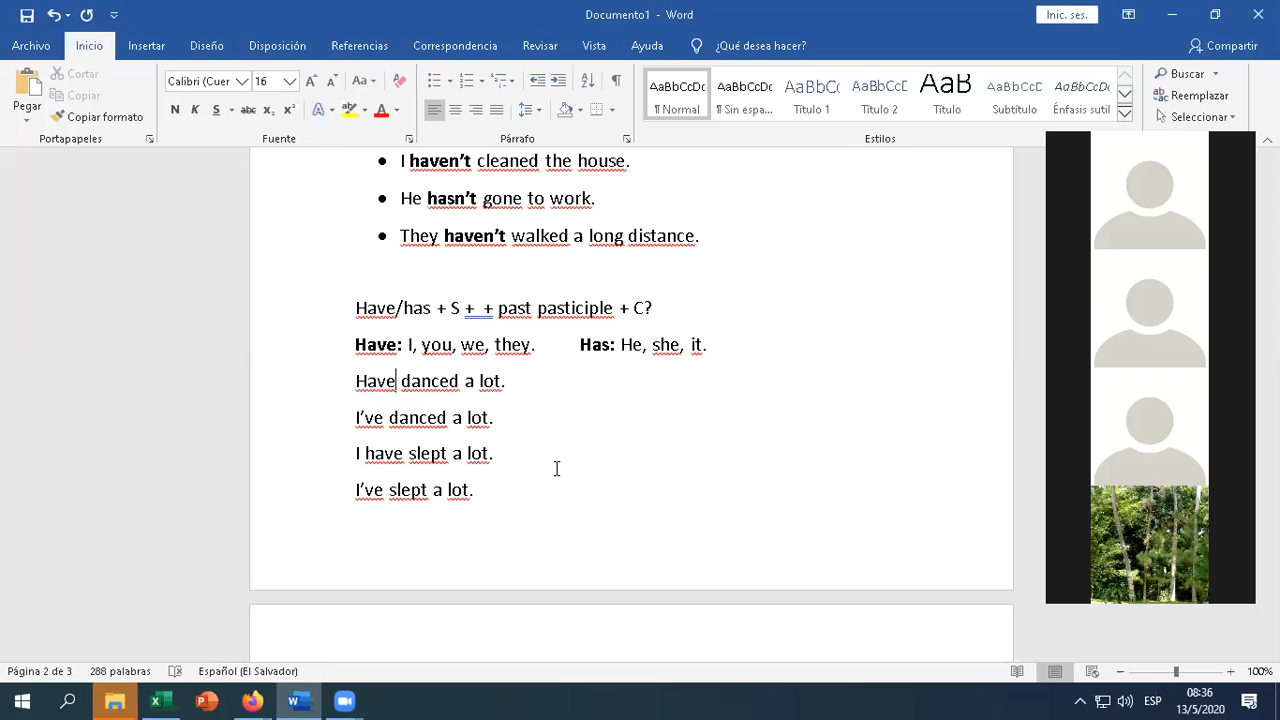 Documento1 - Word
Inic. ses.
Archivo Inicio Insertar Diseño Disposición Referencias Correspondencia Revisar Vista Ayuda ¿Qué desea hacer? Compartir
Pegar
Cortar
Copiar
Copiar formato
Portapapeles
Calibri (Cuer 16
Fuente
Párrafo
AaBbCcDc AaBbCcDc AaBbCc AaBbCcD AaB AaBbCcD AaBbCcDc
¶ Normal ¶ Sin espa... Título 1 Título 2 Título Subtítulo Énfasis sutil
Estilos
Buscar
Reemplazar
Seleccionar
• I haven’t cleaned the house.
• He hasn’t gone to work.
• They haven’t walked a long distance.
Have/has + S + + past pasticiple + C?
Have: I, you, we, they. Has: He, she, it.
Have danced a lot.
I’ve danced a lot.
I have slept a lot.
I’ve slept a lot.
Página 2 de 3 288 palabras Español (El Salvador) 100%
ESP
08:36
13/5/2020